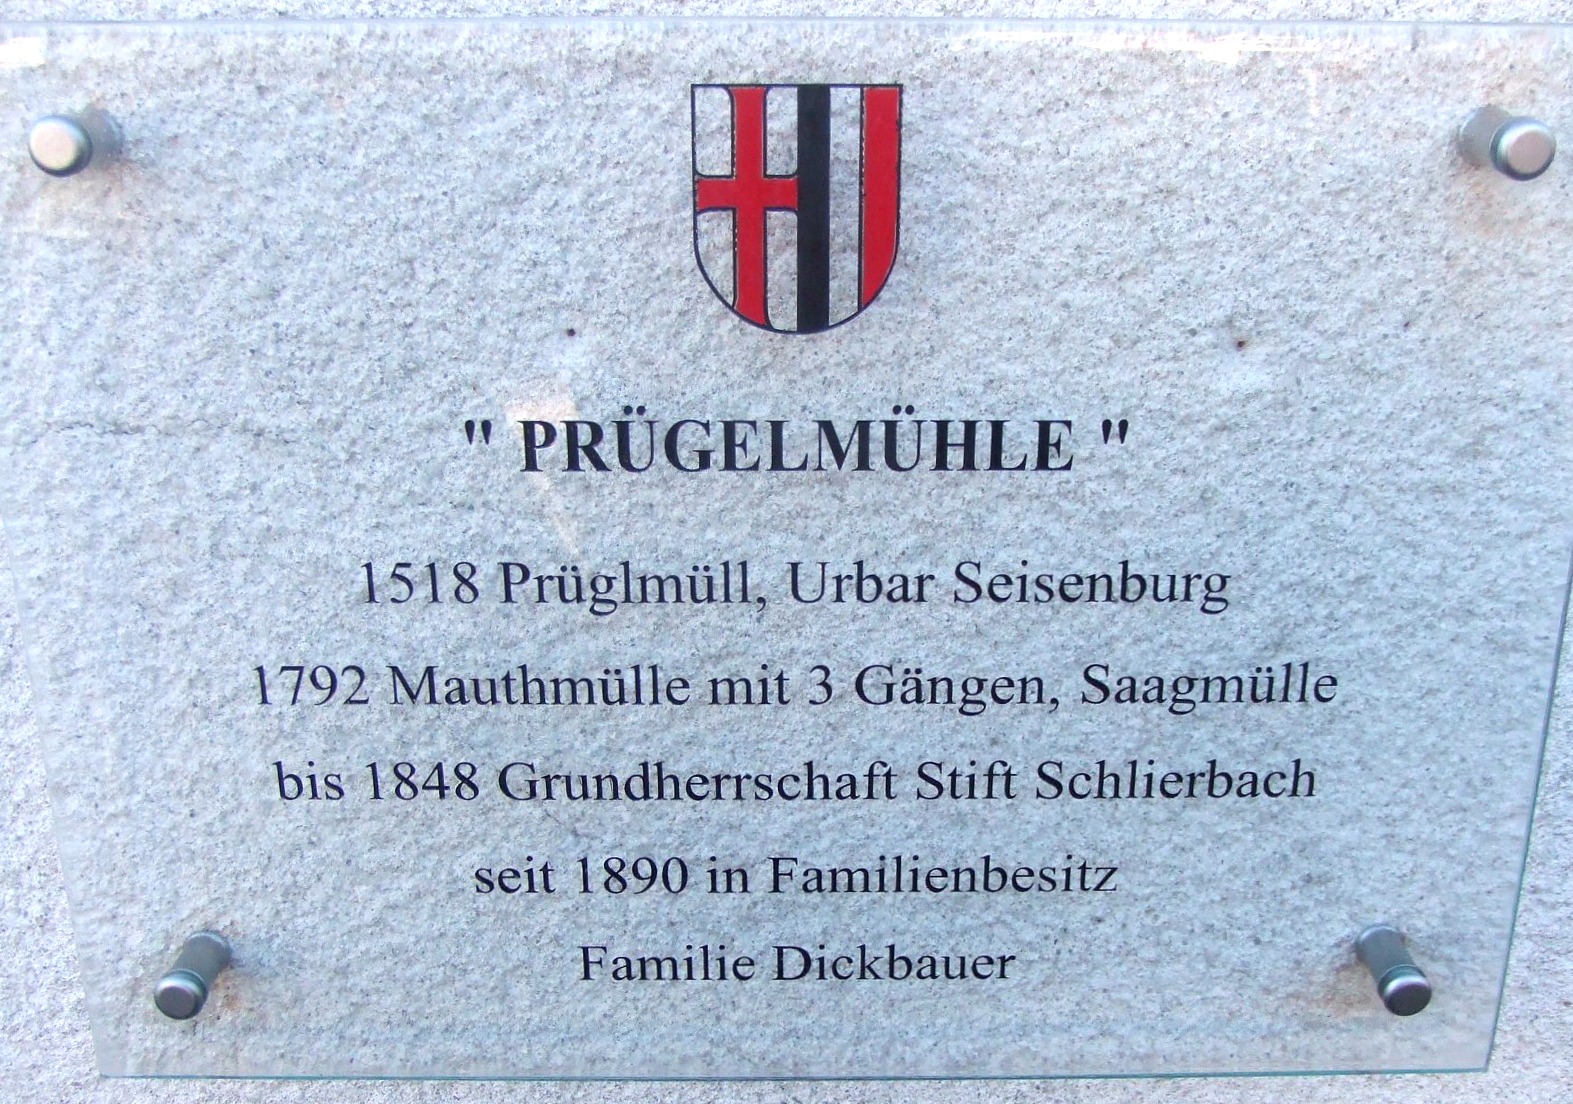 " PRÜGELMÜHLE "
1518 Prüglmüll, Urbar Seisenburg
1792 Mauthmülle mit 3 Gängen, Saagmülle
bis 1848 Grundherrschaft Stift Schlierbach
seit 1890 in Familienbesitz
Familie Dickbauer